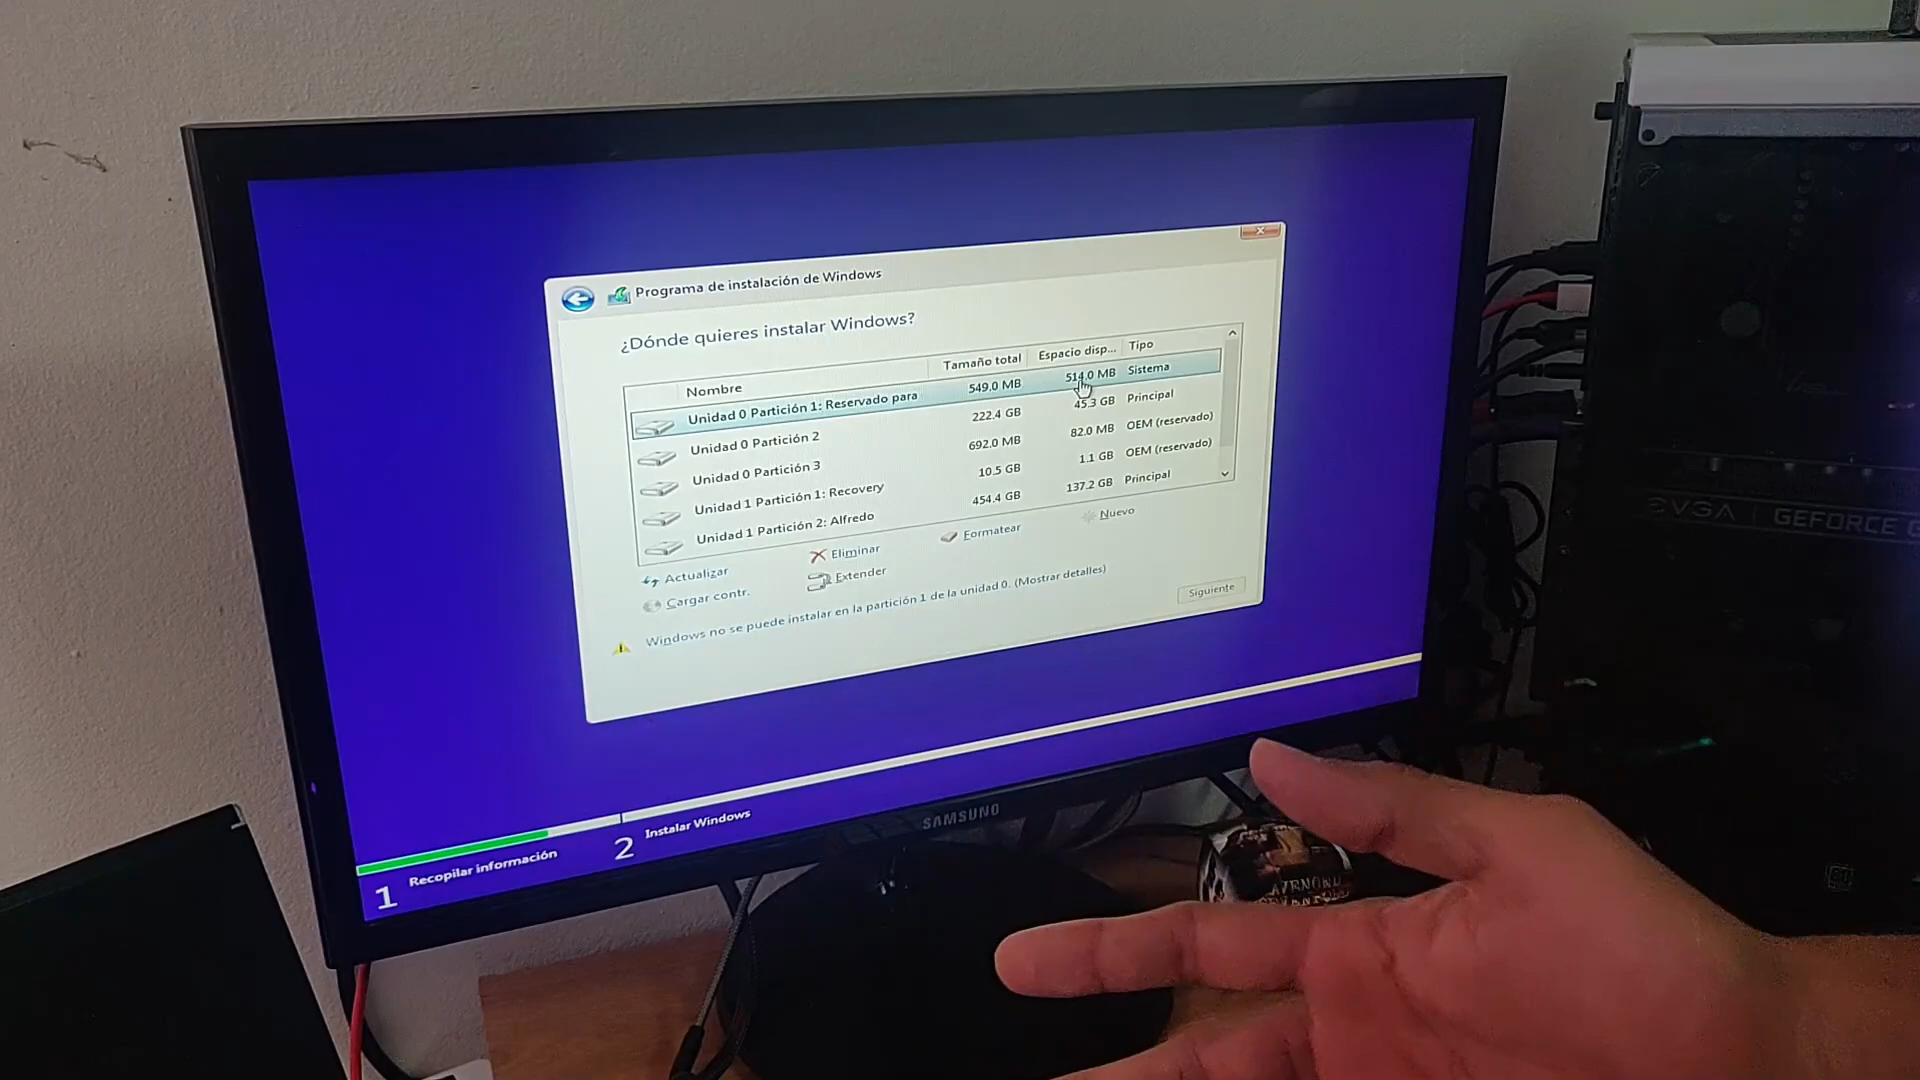 Programa de instalación de Windows
¿Dónde quieres instalar Windows?
Nombre Tamaño total Espacio disp... Tipo
Unidad 0 Partición 1: Reservado para 549.0 MB 514.0 MB Sistema
Unidad 0 Partición 2 222.4 GB 45.3 GB Principal
Unidad 0 Partición 3 692.0 MB 82.0 MB OEM (reservado)
Unidad 1 Partición 1: Recovery 10.5 GB 1.1 GB OEM (reservado)
Unidad 1 Partición 2: Alfredo 454.4 GB 137.2 GB Principal
Actualizar Eliminar Formatear Nuevo
Cargar contr. Extender
Windows no se puede instalar en la partición 1 de la unidad 0. (Mostrar detalles)
Siguiente
1 Recopilar información 2 Instalar Windows
SAMSUNG
EVGA GEFORCE